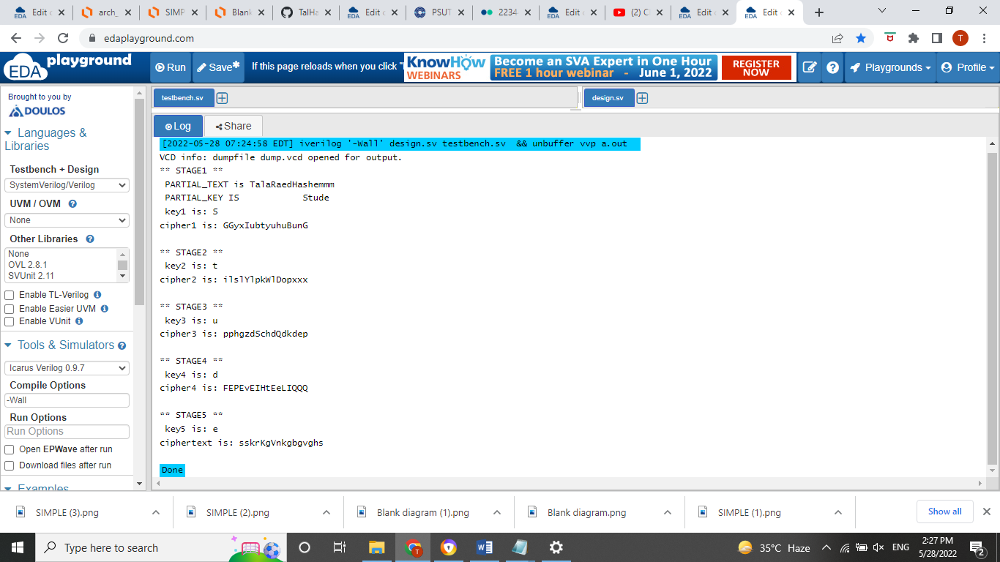 Edit c
arch_
SIMP
Blank
TalHa
Edit c
PSUT
2234
Edit c
(2) C
Edit c
Edit c
edaplayground.com
T
EDA playground
Run
Save*
If this page reloads when you click "
KnowHow WEBINARS
Become an SVA Expert in One Hour
FREE 1 hour webinar - June 1, 2022
REGISTER NOW
Playgrounds
Profile
Brought to you by
DOULOS
Languages & Libraries
Testbench + Design
SystemVerilog/Verilog
UVM / OVM
None
Other Libraries
None
OVL 2.8.1
SVUnit 2.11
Enable TL-Verilog
Enable Easier UVM
Enable VUnit
Tools & Simulators
Icarus Verilog 0.9.7
Compile Options
-Wall
Run Options
Run Options
Open EPWave after run
Download files after run
Examples
testbench.sv
design.sv
Log
Share
[2022-05-28 07:24:58 EDT] iverilog '-Wall' design.sv testbench.sv && unbuffer vvp a.out
VCD info: dumpfile dump.vcd opened for output.
** STAGE1 **
PARTIAL_TEXT is TalaRaedHashemmm
PARTIAL_KEY IS Stude
key1 is: S
cipher1 is: GGyxIubtyuhuBunG
** STAGE2 **
key2 is: t
cipher2 is: ilslYlpkWlDopxxx
** STAGE3 **
key3 is: u
cipher3 is: pphgzdSchdQdkdep
** STAGE4 **
key4 is: d
cipher4 is: FEPEvEIHtEeLIQQQ
** STAGE5 **
key5 is: e
ciphertext is: sskrKgVnkgbgvghs
Done
SIMPLE (3).png
SIMPLE (2).png
Blank diagram (1).png
Blank diagram.png
SIMPLE (1).png
Show all
Type here to search
T
35°C Haze
ENG
2:27 PM
5/28/2022
2